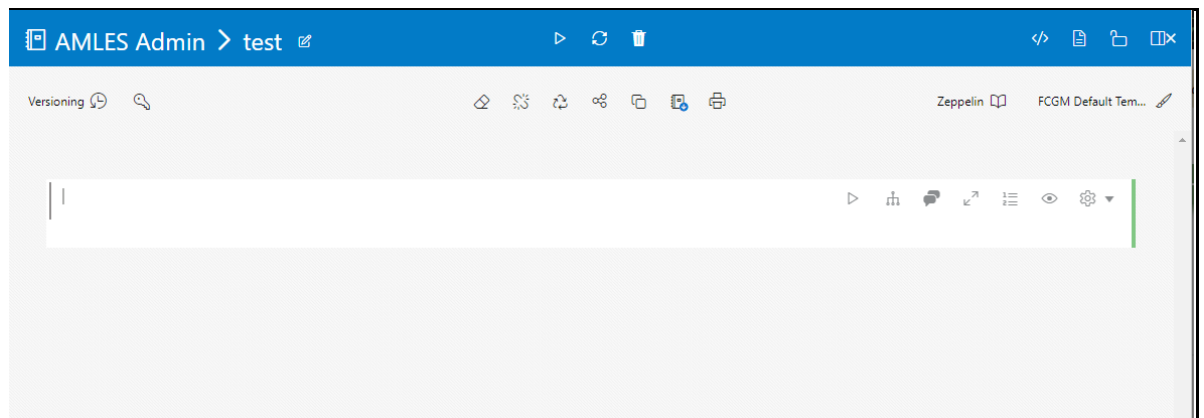 AMLES Admin > test
Versioning
Zeppelin
FCGM Default Tem...